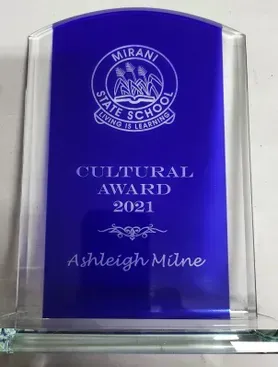 MIRANI
STATE SCHOOL
LIVING IS LEARNING
CULTURAL
AWARD
2021
Ashleigh Milne